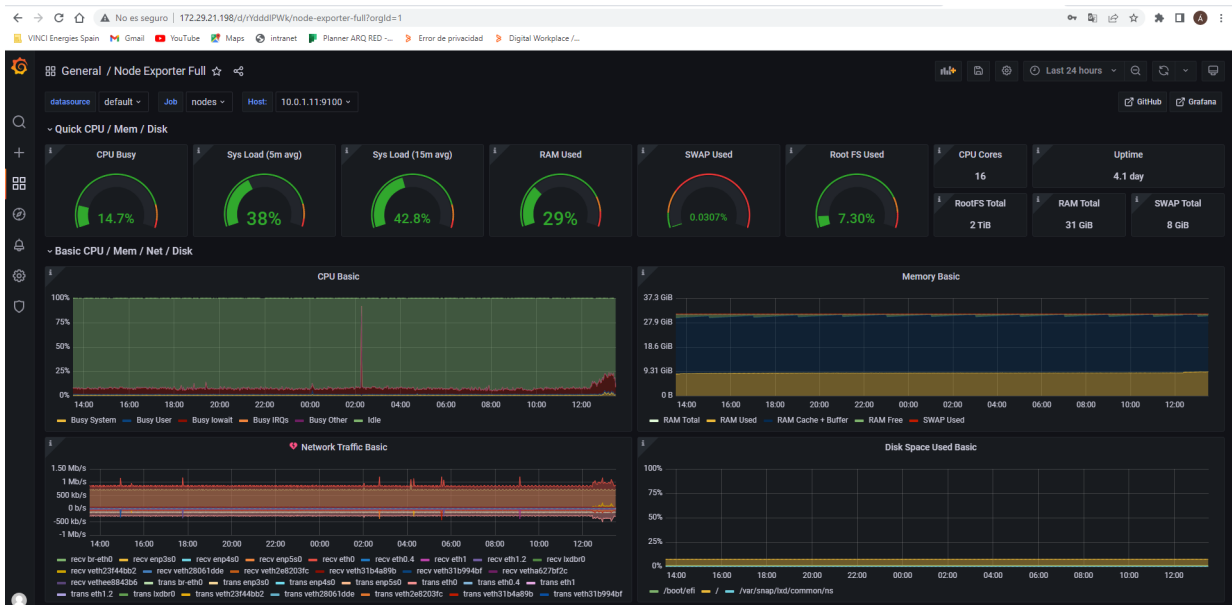 No es seguro | 172.29.21.198/d/rYdddlPWk/node-exporter-full?orgId=1
VINCI Energies Spain Gmail YouTube Maps intranet Planner ARQ RED -... Error de privacidad Digital Workplace /...
General / Node Exporter Full
Last 24 hours
datasource default Job nodes Host: 10.0.1.11:9100
GitHub Grafana
Quick CPU / Mem / Disk
CPU Busy
14.7%
Sys Load (5m avg)
38%
Sys Load (15m avg)
42.8%
RAM Used
29%
SWAP Used
0.0307%
Root FS Used
7.30%
CPU Cores
16
Uptime
4.1 day
RootFS Total
2 TiB
RAM Total
31 GiB
SWAP Total
8 GiB
Basic CPU / Mem / Net / Disk
CPU Basic
100%
75%
50%
25%
0%
14:00 16:00 18:00 20:00 22:00 00:00 02:00 04:00 06:00 08:00 10:00 12:00
Busy System Busy User Busy Iowait Busy IRQs Busy Other Idle
Memory Basic
37.3 GiB
27.9 GiB
18.6 GiB
9.31 GiB
0 B
14:00 16:00 18:00 20:00 22:00 00:00 02:00 04:00 06:00 08:00 10:00 12:00
RAM Total RAM Used RAM Cache + Buffer RAM Free SWAP Used
Network Traffic Basic
1.50 Mb/s
1 Mb/s
500 kb/s
0 b/s
-500 kb/s
-1 Mb/s
14:00 16:00 18:00 20:00 22:00 00:00 02:00 04:00 06:00 08:00 10:00 12:00
recv br-eth0 recv enp3s0 recv enp4s0 recv enp5s0 recv eth0 recv eth0.4 recv eth1 recv eth1.2 recv lxdbr0
recv veth23f44bb2 recv veth28061dde recv veth2e8203fc recv veth31b4a89b recv veth31b994bf recv vetha627bf2c
recv vethee8843b6 trans br-eth0 trans enp3s0 trans enp4s0 trans enp5s0 trans eth0 trans eth0.4 trans eth1
trans eth1.2 trans lxdbr0 trans veth23f44bb2 trans veth28061dde trans veth2e8203fc trans veth31b4a89b trans veth31b994bf
Disk Space Used Basic
100%
75%
50%
25%
0%
14:00 16:00 18:00 20:00 22:00 00:00 02:00 04:00 06:00 08:00 10:00 12:00
/boot/efi / /var/snap/lxd/common/ns